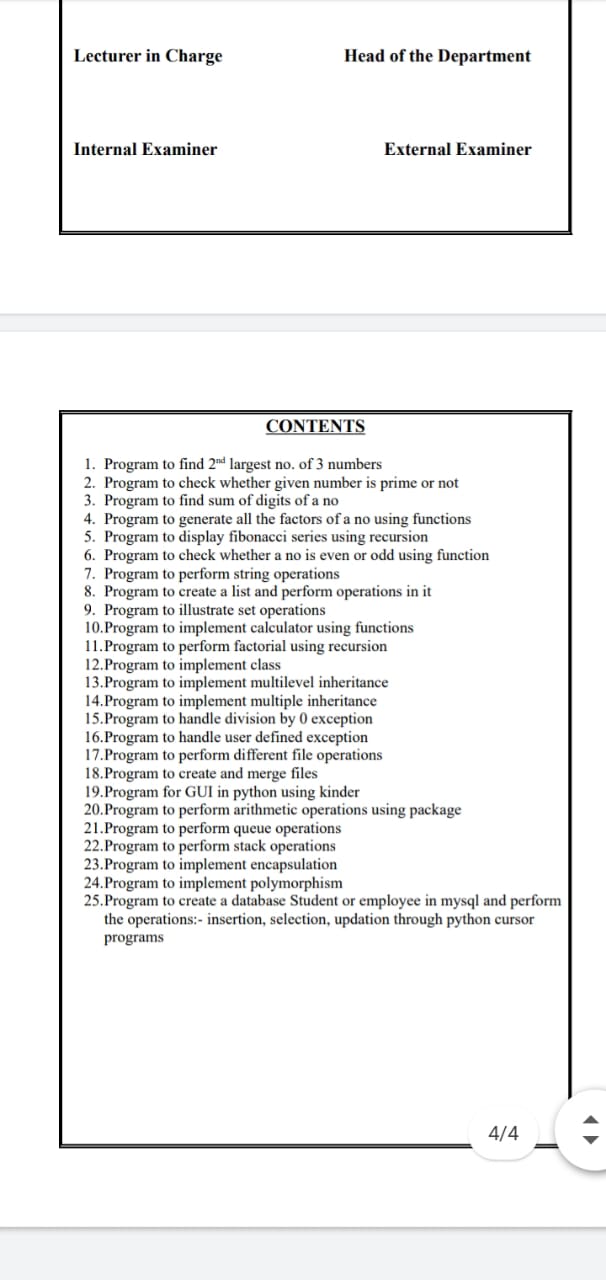 Lecturer in Charge Head of the Department
Internal Examiner External Examiner
CONTENTS
1. Program to find 2nd largest no. of 3 numbers
2. Program to check whether given number is prime or not
3. Program to find sum of digits of a no
4. Program to generate all the factors of a no using functions
5. Program to display fibonacci series using recursion
6. Program to check whether a no is even or odd using function
7. Program to perform string operations
8. Program to create a list and perform operations in it
9. Program to illustrate set operations
10.Program to implement calculator using functions
11.Program to perform factorial using recursion
12.Program to implement class
13.Program to implement multilevel inheritance
14.Program to implement multiple inheritance
15.Program to handle division by 0 exception
16.Program to handle user defined exception
17.Program to perform different file operations
18.Program to create and merge files
19.Program for GUI in python using kinder
20.Program to perform arithmetic operations using package
21.Program to perform queue operations
22.Program to perform stack operations
23.Program to implement encapsulation
24.Program to implement polymorphism
25.Program to create a database Student or employee in mysql and perform
the operations:- insertion, selection, updation through python cursor
programs
4/4